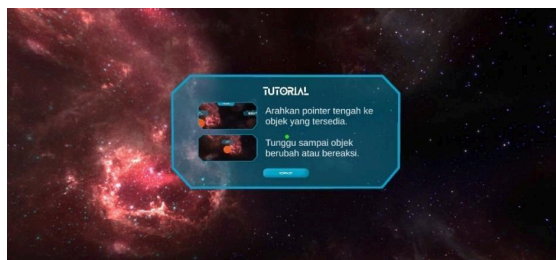 TUTORIAL
Arahkan pointer tengah ke
objek yang tersedia.
Tunggu sampai objek
berubah atau bereaksi.